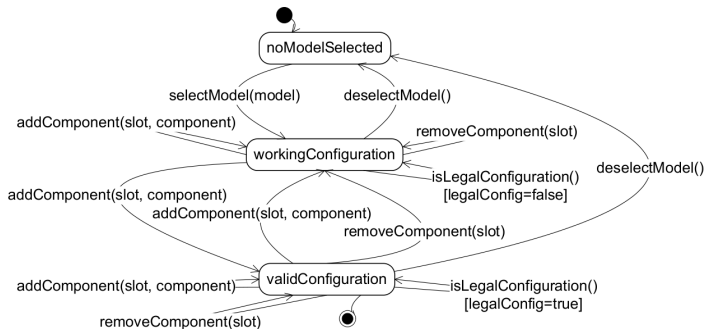 noModelSelected
selectModel(model)
deselectModel()
addComponent(slot, component)
removeComponent(slot)
workingConfiguration
deselectModel()
isLegalConfiguration()
[legalConfig=false]
addComponent(slot, component)
addComponent(slot, component)
removeComponent(slot)
validConfiguration
addComponent(slot, component)
isLegalConfiguration()
[legalConfig=true]
removeComponent(slot)